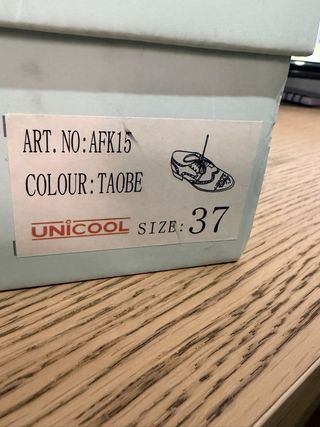 ART. NO:AFK15
COLOUR:TAOBE
UNICOOL SIZE: 37